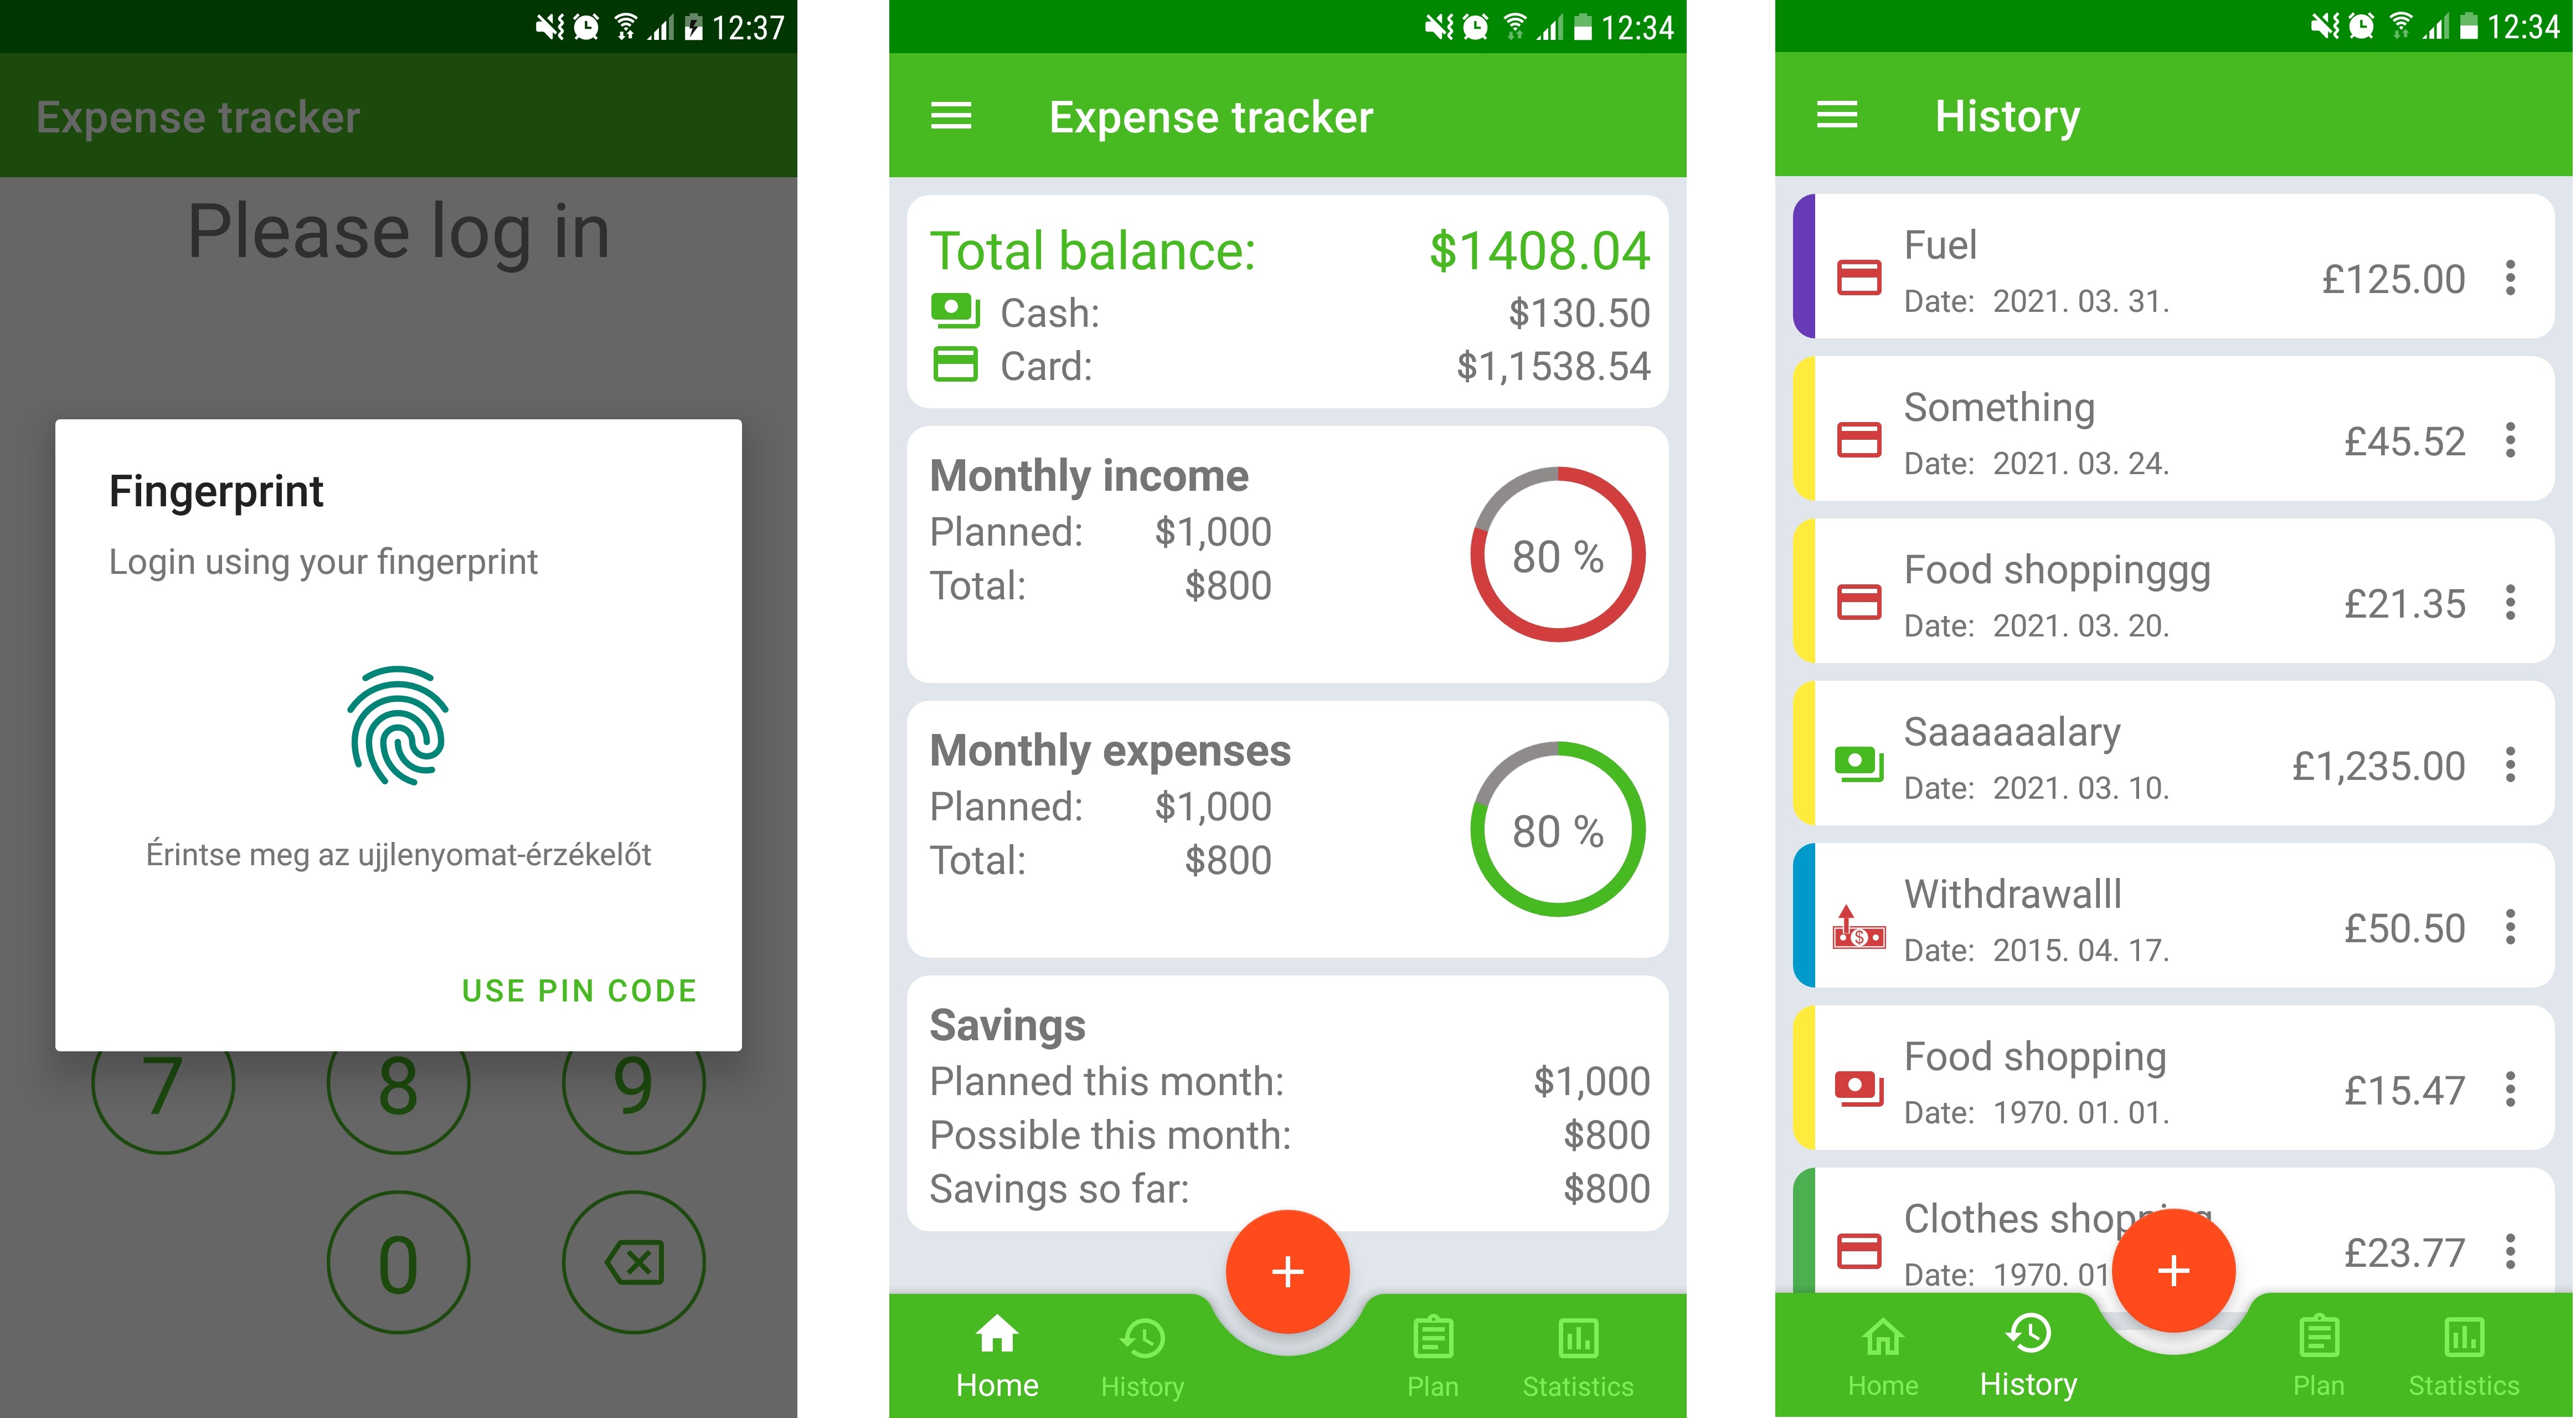 12:37
Expense tracker
Please log in
Fingerprint
Login using your fingerprint
Érintse meg az ujjlenyomat-érzékelőt
USE PIN CODE
7 8 9
0
12:34
Expense tracker
Total balance: $1408.04
Cash: $130.50
Card: $1,1538.54
Monthly income
Planned: $1,000
Total: $800
80 %
Monthly expenses
Planned: $1,000
Total: $800
80 %
Savings
Planned this month: $1,000
Possible this month: $800
Savings so far: $800
+
Home History Plan Statistics
12:34
History
Fuel
Date: 2021. 03. 31.
£125.00
Something
Date: 2021. 03. 24.
£45.52
Food shoppinggg
Date: 2021. 03. 20.
£21.35
Saaaaaalary
Date: 2021. 03. 10.
£1,235.00
Withdrawalll
Date: 2015. 04. 17.
£50.50
Food shopping
Date: 1970. 01. 01.
£15.47
Clothes shopping
Date: 1970. 01
£23.77
+
Home History Plan Statistics